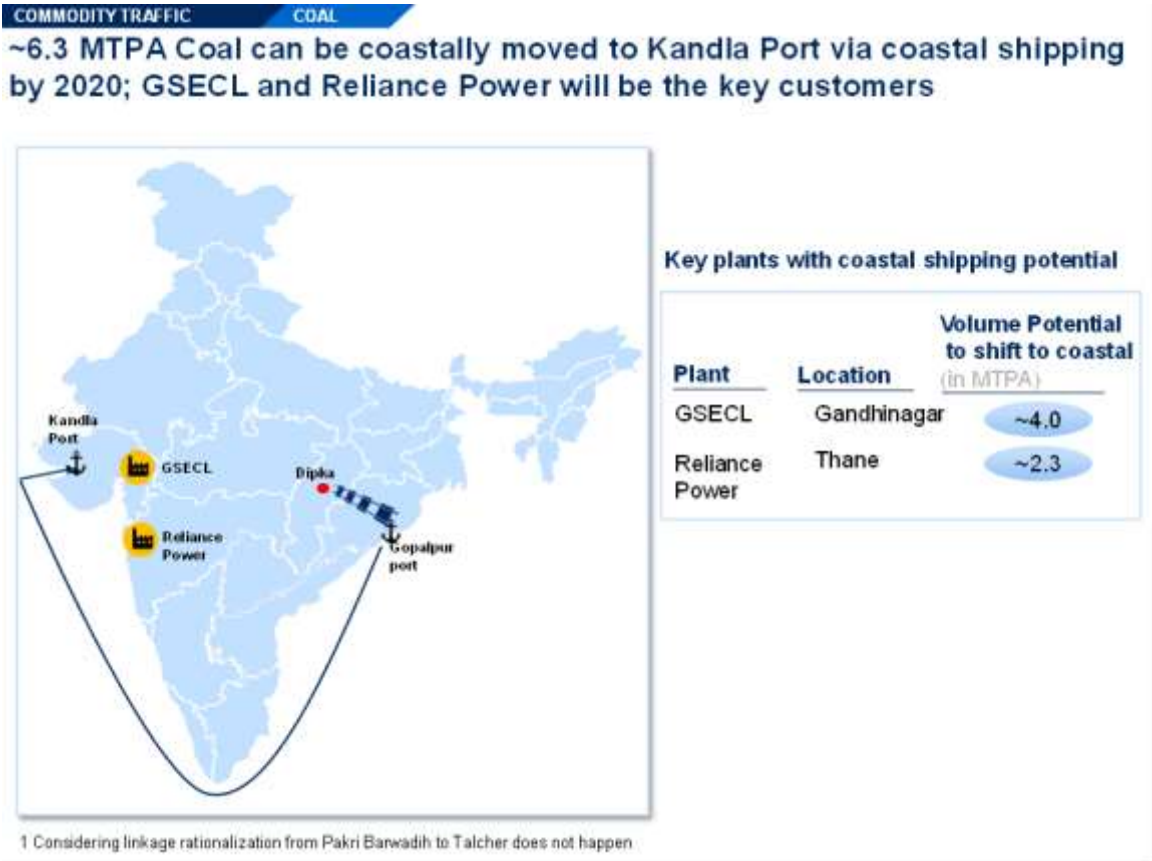 COMMODITY TRAFFIC
COAL
~6.3 MTPA Coal can be coastally moved to Kandla Port via coastal shipping
by 2020; GSECL and Reliance Power will be the key customers
Kandla
Port
GSECL
Dipka
Reliance
Power
Gopalpur
port
Key plants with coastal shipping potential
Volume Potential
to shift to coastal
Plant
Location
(in MTPA)
GSECL
Gandhinagar
~4.0
Reliance
Power
Thane
~2.3
1 Considering linkage rationalization from Pakri Barwadih to Talcher does not happen